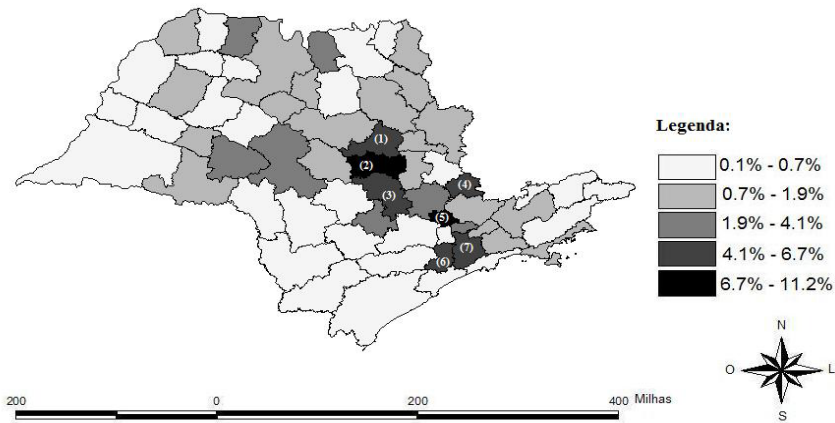 (1)
(2)
(3)
(4)
(5)
(6)
(7)
Legenda:
0.1% - 0.7%
0.7% - 1.9%
1.9% - 4.1%
4.1% - 6.7%
6.7% - 11.2%
N
O
L
S
200
0
200
400
Milhas